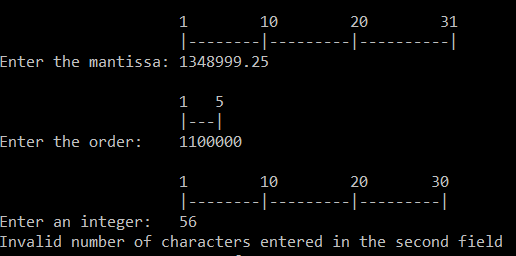 1        10        20        31
|--------|---------|----------|
Enter the mantissa: 1348999.25
1   5
|---|
Enter the order:    1100000
1        10        20       30
|--------|---------|---------|
Enter an integer:   56
Invalid number of characters entered in the second field